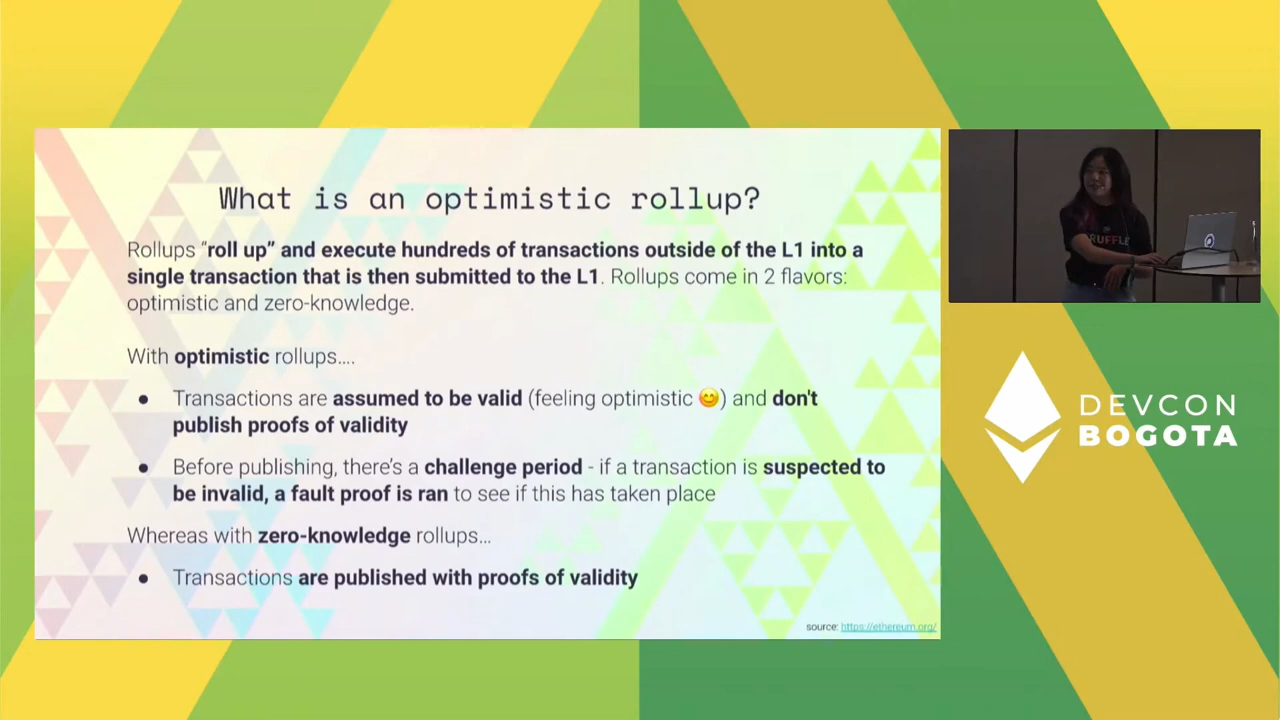 What is an optimistic rollup?
Rollups “roll up” and execute hundreds of transactions outside of the L1 into a
single transaction that is then submitted to the L1. Rollups come in 2 flavors:
optimistic and zero-knowledge.
With optimistic rollups....
● Transactions are assumed to be valid (feeling optimistic 😊) and don't
publish proofs of validity
● Before publishing, there’s a challenge period - if a transaction is suspected to
be invalid, a fault proof is ran to see if this has taken place
Whereas with zero-knowledge rollups...
● Transactions are published with proofs of validity
source: https://ethereum.org/
RUFFLE
DEVCON
BOGOTA